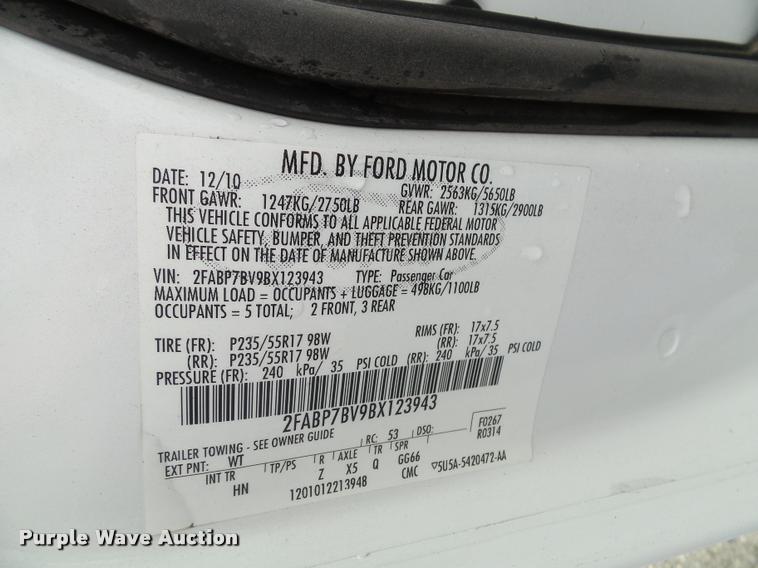 MFD. BY FORD MOTOR CO.
DATE: 12/10 GVWR: 2563KG/5650LB
FRONT GAWR: 1247KG/2750LB REAR GAWR: 1315KG/2900LB
THIS VEHICLE CONFORMS TO ALL APPLICABLE FEDERAL MOTOR
VEHICLE SAFETY, BUMPER, AND THEFT PREVENTION STANDARDS
IN EFFECT ON THE DATE OF MANUFACTURE SHOWN ABOVE.
VIN: 2FABP7BV9BX123943 TYPE: Passenger Car
MAXIMUM LOAD = OCCUPANTS + LUGGAGE = 498KG/1100LB
OCCUPANTS = 5 TOTAL; 2 FRONT, 3 REAR
TIRE (FR): P235/55R17 98W RIMS (FR): 17x7.5
(RR): P235/55R17 98W (RR): 17x7.5
PRESSURE (FR): 240 kPa/ 35 PSI COLD (RR): 240 kPa/ 35 PSI COLD
2FABP7BV9BX123943
TRAILER TOWING - SEE OWNER GUIDE RC: 53 DSO: F0267
R0314
EXT PNT: WT INT TR TP/PS R AXLE TR SPR
HN Z X5 Q GG66
1201012213948 CMC ▽5U5A-5420472-AA
Purple Wave Auction